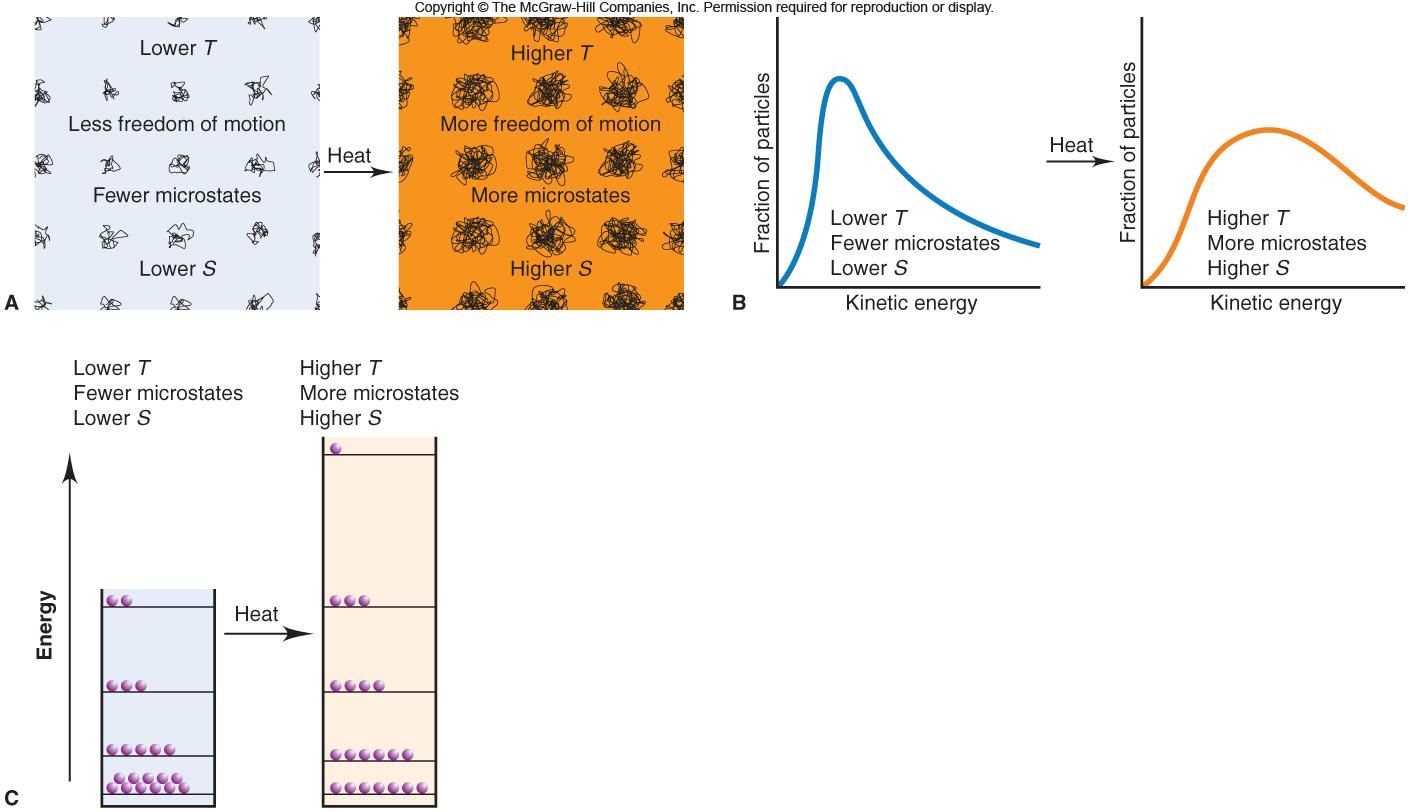 Copyright © The McGraw-Hill Companies, Inc. Permission required for reproduction or display.
Lower T
Less freedom of motion
Fewer microstates
Lower S
Heat
Higher T
More freedom of motion
More microstates
Higher S
A
Fraction of particles
Lower T
Fewer microstates
Lower S
Kinetic energy
Heat
Fraction of particles
Higher T
More microstates
Higher S
Kinetic energy
B
Lower T
Fewer microstates
Lower S
Higher T
More microstates
Higher S
Energy
Heat
C